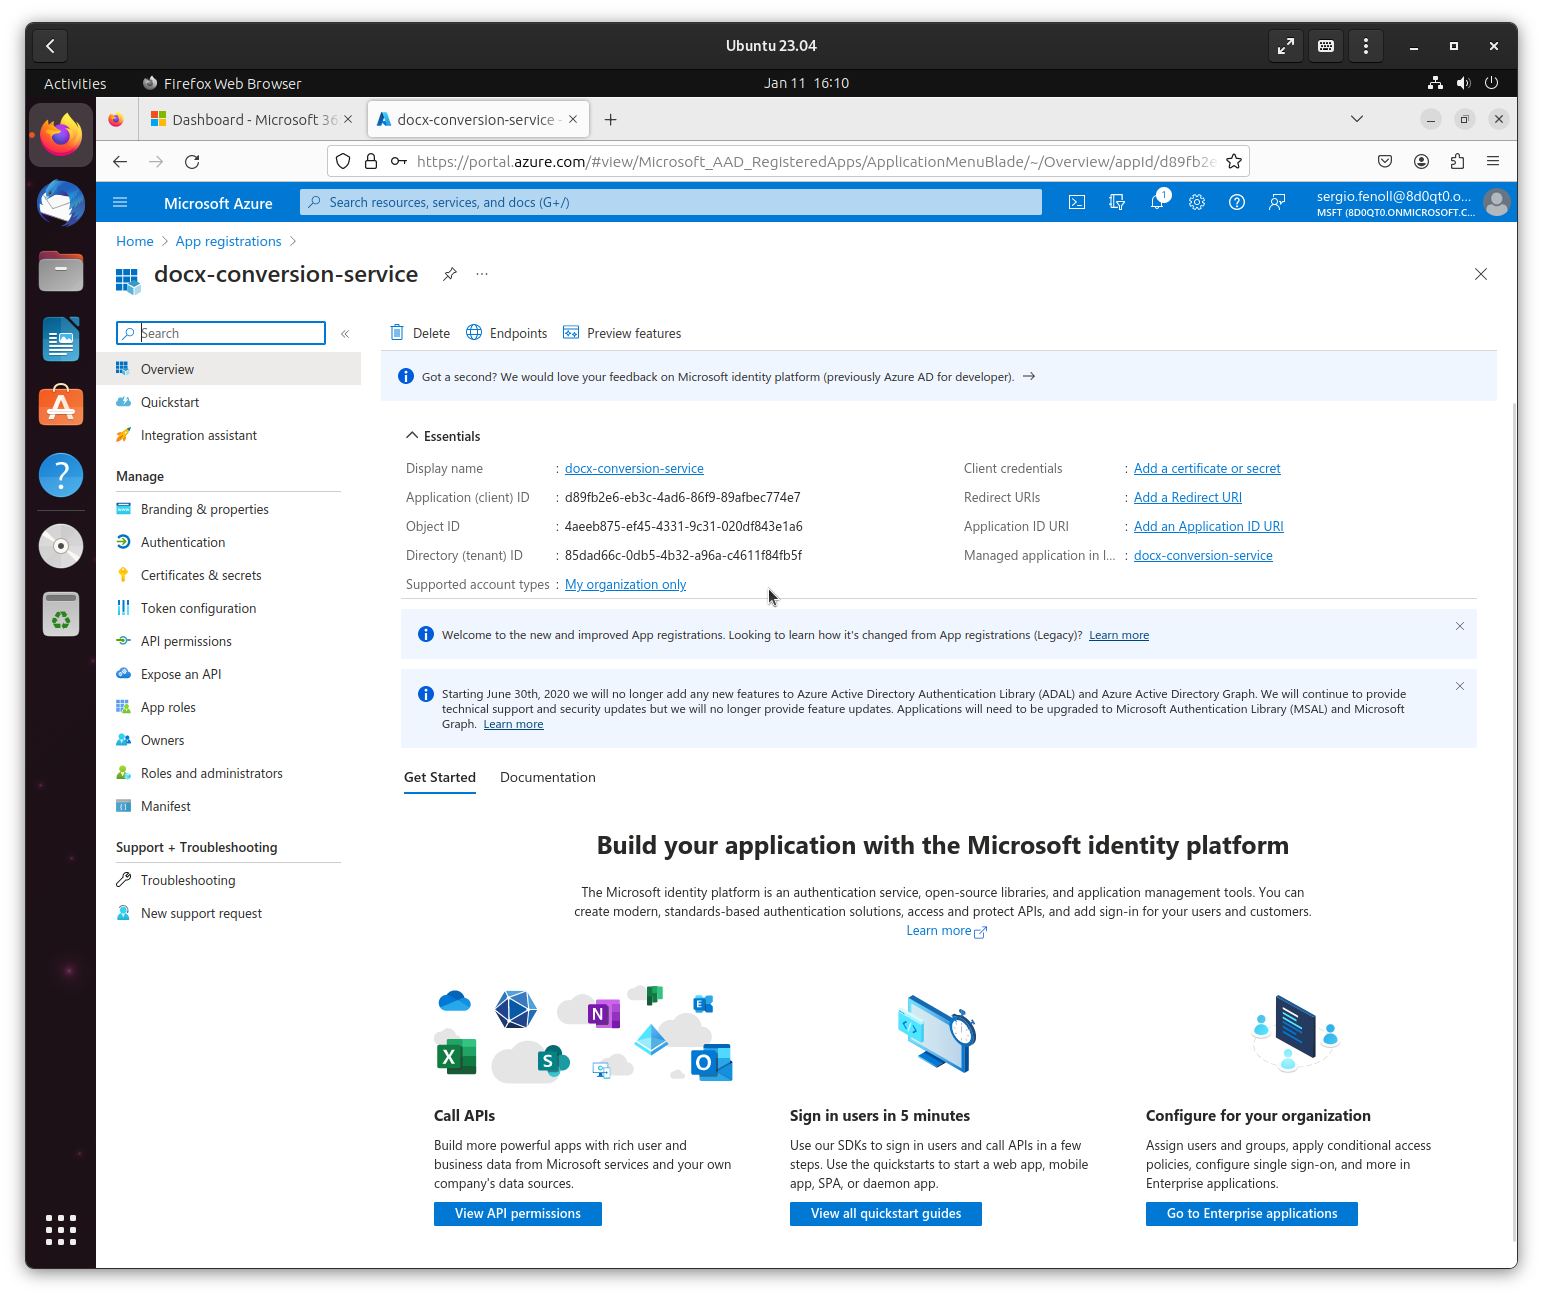 Ubuntu 23.04
Activities
Firefox Web Browser
Jan 11 16:10
Dashboard - Microsoft 36
docx-conversion-service -
https://portal.azure.com/#view/Microsoft_AAD_RegisteredApps/ApplicationMenuBlade/~/Overview/appId/d89fb2e
Microsoft Azure
Search resources, services, and docs (G+/)
1
sergio.fenoll@8d0qt0.o...
MSFT (8D0QT0.ONMICROSOFT.C...
Home > App registrations >
docx-conversion-service
Search
Delete
Endpoints
Preview features
Overview
Got a second? We would love your feedback on Microsoft identity platform (previously Azure AD for developer). →
Quickstart
Integration assistant
Manage
Branding & properties
Authentication
Certificates & secrets
Token configuration
API permissions
Expose an API
App roles
Owners
Roles and administrators
Manifest
Support + Troubleshooting
Troubleshooting
New support request
Essentials
Display name : docx-conversion-service
Application (client) ID : d89fb2e6-eb3c-4ad6-86f9-89afbec774e7
Object ID : 4aeeb875-ef45-4331-9c31-020df843e1a6
Directory (tenant) ID : 85dad66c-0db5-4b32-a96a-c4611f84fb5f
Supported account types : My organization only
Client credentials : Add a certificate or secret
Redirect URIs : Add a Redirect URI
Application ID URI : Add an Application ID URI
Managed application in l... : docx-conversion-service
Welcome to the new and improved App registrations. Looking to learn how it's changed from App registrations (Legacy)? Learn more
Starting June 30th, 2020 we will no longer add any new features to Azure Active Directory Authentication Library (ADAL) and Azure Active Directory Graph. We will continue to provide
technical support and security updates but we will no longer provide feature updates. Applications will need to be upgraded to Microsoft Authentication Library (MSAL) and Microsoft
Graph. Learn more
Get Started
Documentation
Build your application with the Microsoft identity platform
The Microsoft identity platform is an authentication service, open-source libraries, and application management tools. You can
create modern, standards-based authentication solutions, access and protect APIs, and add sign-in for your users and customers.
Learn more
N
E
X
S
O
Call APIs
Build more powerful apps with rich user and
business data from Microsoft services and your own
company's data sources.
View API permissions
Sign in users in 5 minutes
Use our SDKs to sign in users and call APIs in a few
steps. Use the quickstarts to start a web app, mobile
app, SPA, or daemon app.
View all quickstart guides
Configure for your organization
Assign users and groups, apply conditional access
policies, configure single sign-on, and more in
Enterprise applications.
Go to Enterprise applications